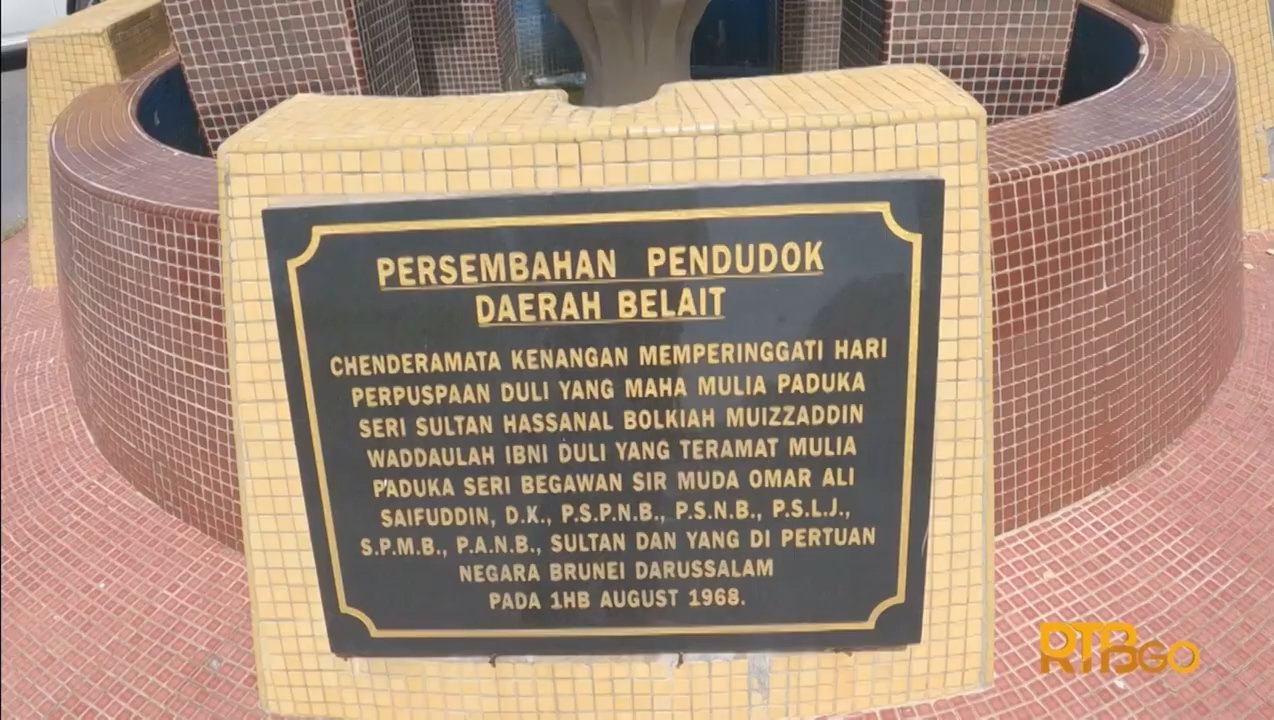 PERSEMBAHAN PENDUDOK
DAERAH BELAIT
CHENDERAMATA KENANGAN MEMPERINGGATI HARI
PERPUSPAAN DULI YANG MAHA MULIA PADUKA
SERI SULTAN HASSANAL BOLKIAH MUIZZADDIN
WADDAULAH IBNI DULI YANG TERAMAT MULIA
PADUKA SERI BEGAWAN SIR MUDA OMAR ALI
SAIFUDDIN, D.K., P.S.P.N.B., P.S.N.B., P.S.L.J.,
S.P.M.B., P.A.N.B., SULTAN DAN YANG DI PERTUAN
NEGARA BRUNEI DARUSSALAM
PADA 1HB AUGUST 1968.
RTBGO